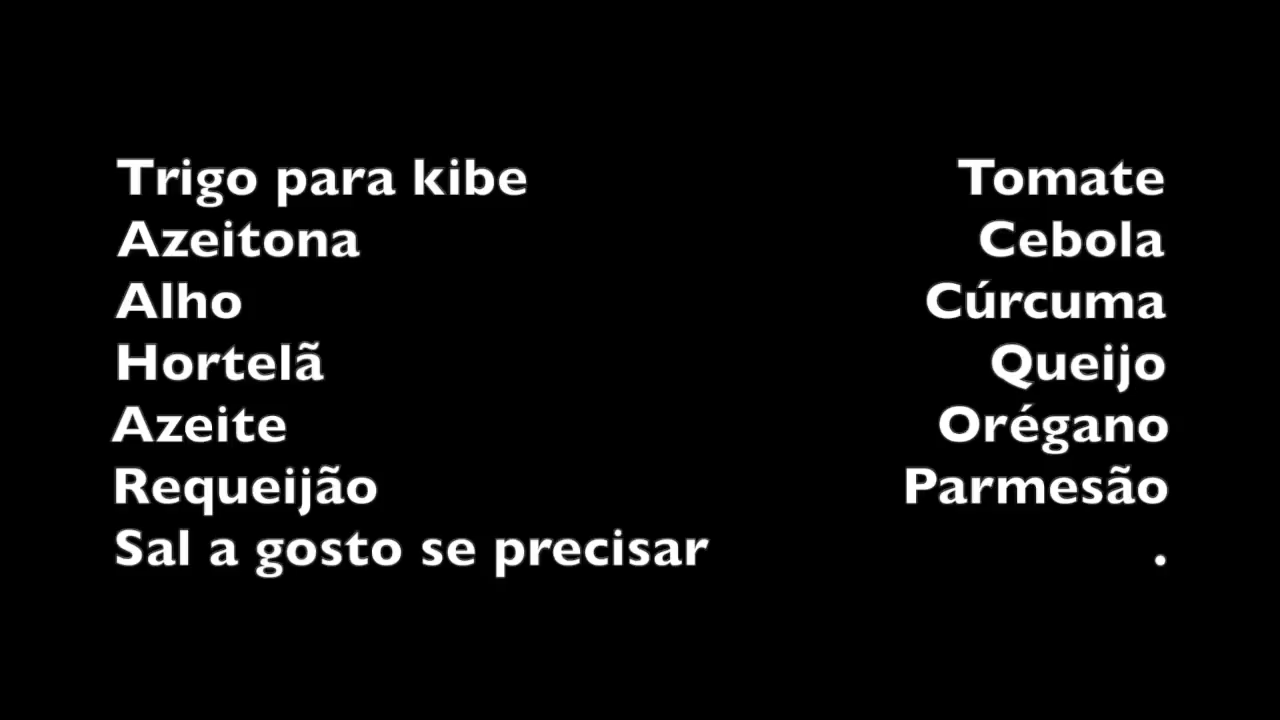 Trigo para kibe Tomate
Azeitona Cebola
Alho Cúrcuma
Hortelã Queijo
Azeite Orégano
Requeijão Parmesão
Sal a gosto se precisar .